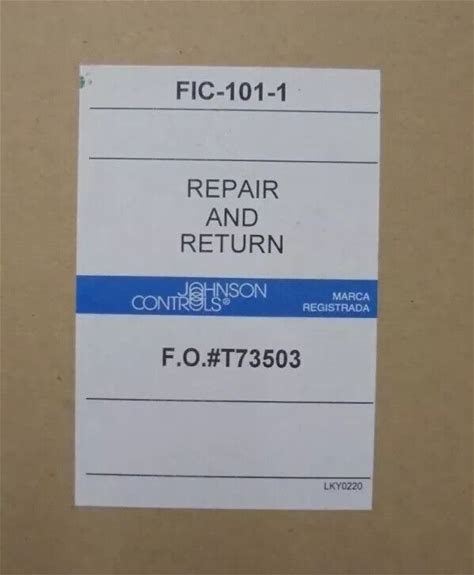 FIC-101-1
REPAIR
AND
RETURN
JOHNSON
CONTROLS®
MARCA
REGISTRADA
F.O.#T73503
LKY0220